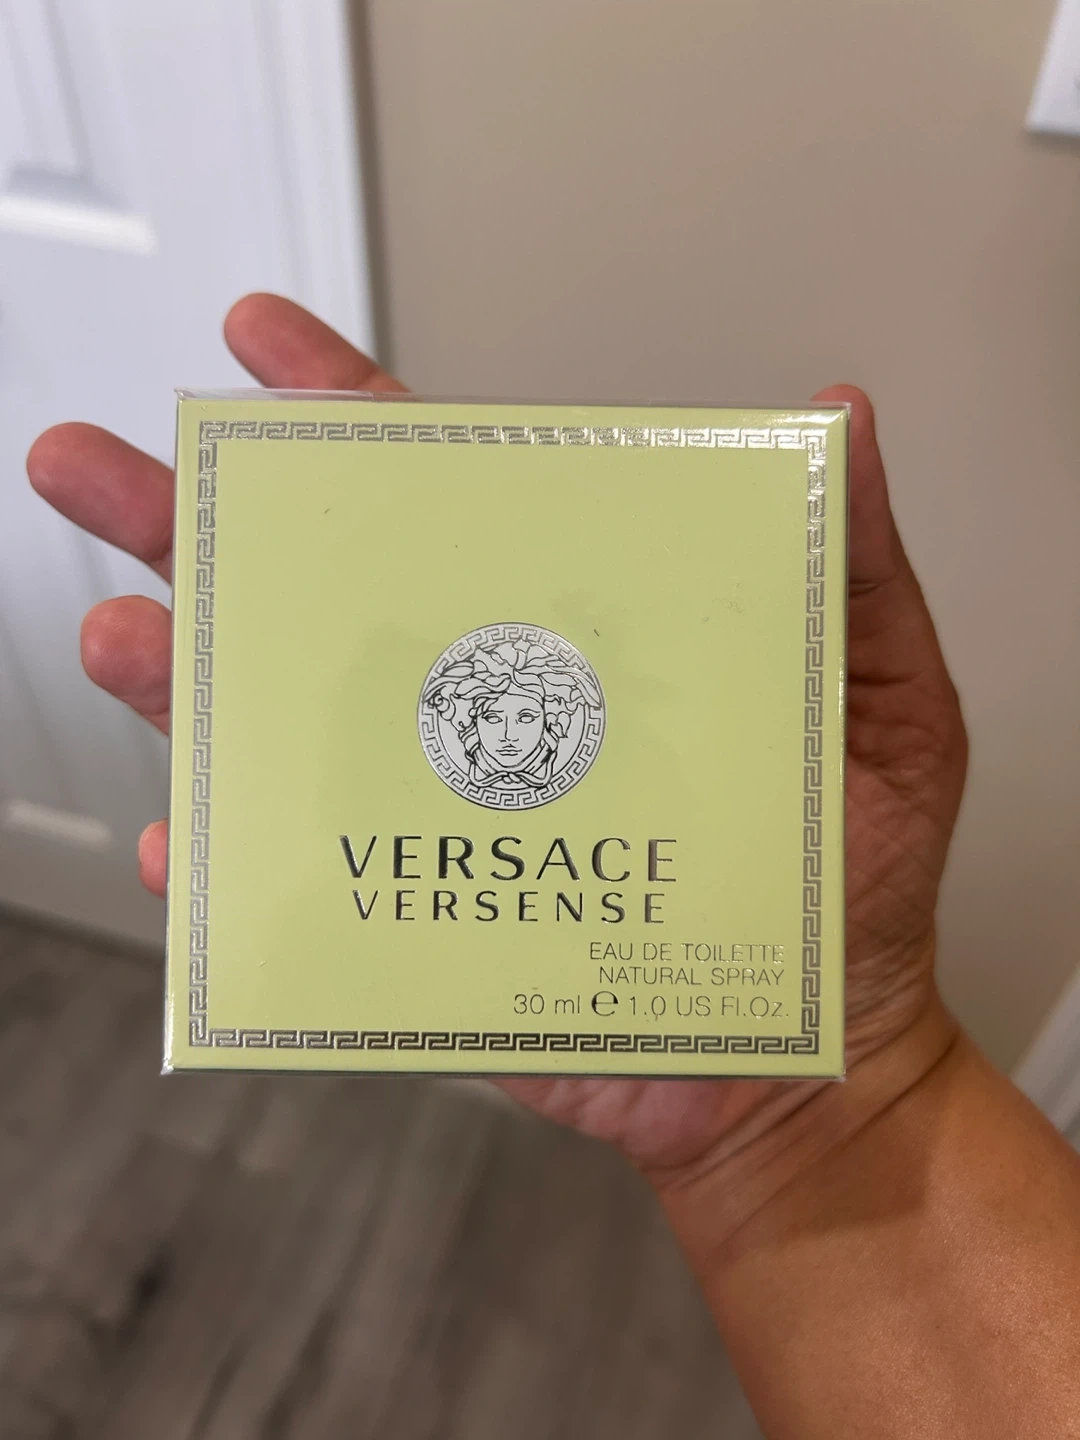 VERSACE
VERSENSE
EAU DE TOILETTE
NATURAL SPRAY
30 ml ℮ 1.0 US Fl.Oz.